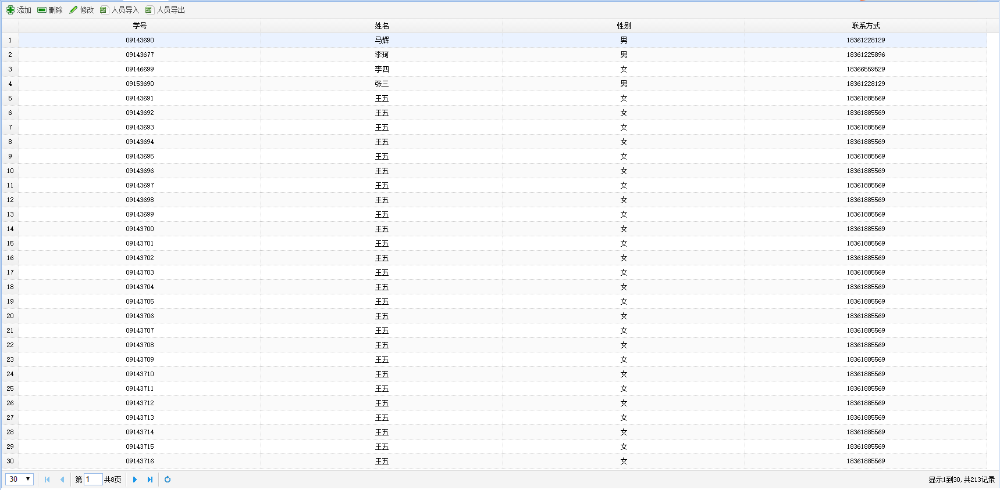 添加 删除 修改 人员导入 人员导出
学号 姓名 性别 联系方式
1 09143690 马辉 男 18361228129
2 09143677 李珂 男 18361225896
3 09146699 李四 女 18366559529
4 09153690 张三 男 18361228129
5 09143691 王五 女 18361885569
6 09143692 王五 女 18361885569
7 09143693 王五 女 18361885569
8 09143694 王五 女 18361885569
9 09143695 王五 女 18361885569
10 09143696 王五 女 18361885569
11 09143697 王五 女 18361885569
12 09143698 王五 女 18361885569
13 09143699 王五 女 18361885569
14 09143700 王五 女 18361885569
15 09143701 王五 女 18361885569
16 09143702 王五 女 18361885569
17 09143703 王五 女 18361885569
18 09143704 王五 女 18361885569
19 09143705 王五 女 18361885569
20 09143706 王五 女 18361885569
21 09143707 王五 女 18361885569
22 09143708 王五 女 18361885569
23 09143709 王五 女 18361885569
24 09143710 王五 女 18361885569
25 09143711 王五 女 18361885569
26 09143712 王五 女 18361885569
27 09143713 王五 女 18361885569
28 09143714 王五 女 18361885569
29 09143715 王五 女 18361885569
30 09143716 王五 女 18361885569
30 第 1 共8页 显示1到30,共213记录